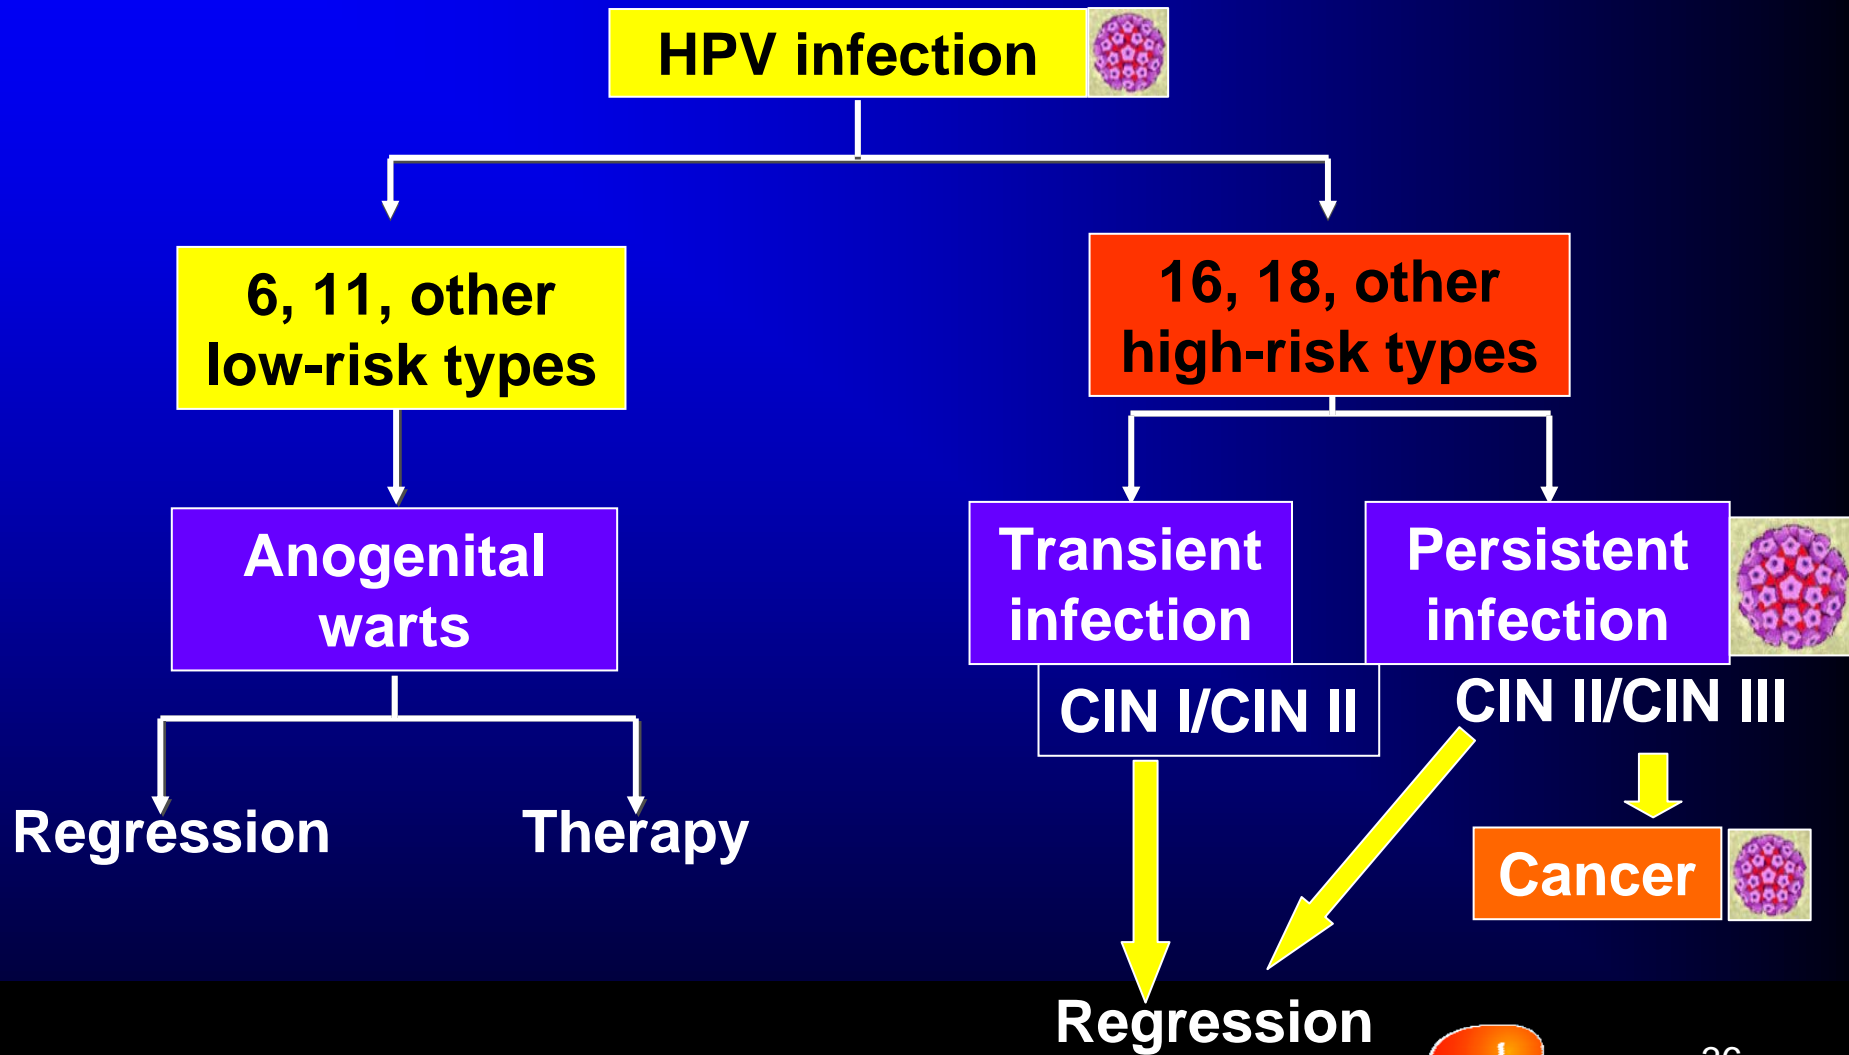 HPV infection
6, 11, other
low-risk types
16, 18, other
high-risk types
Anogenital
warts
Transient
infection
Persistent
infection
CIN I/CIN II
CIN II/CIN III
Regression
Therapy
Cancer
Regression